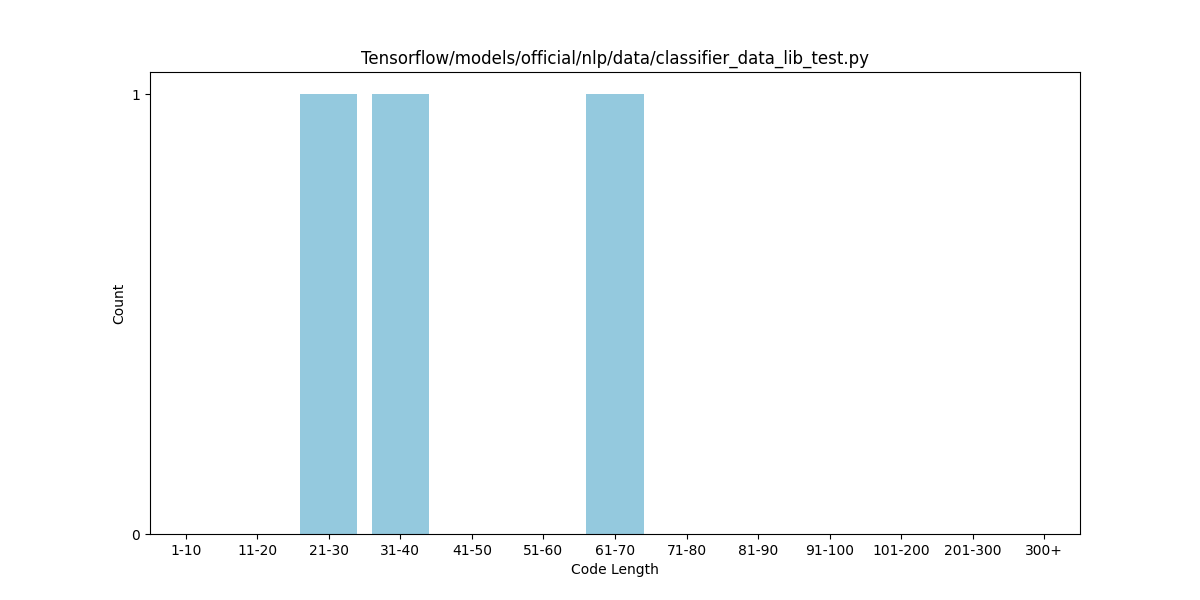 Tensorflow/models/official/nlp/data/classifier_data_lib_test.py
1
Count
0
1-10 11-20 21-30 31-40 41-50 51-60 61-70 71-80 81-90 91-100 101-200 201-300 300+
Code Length